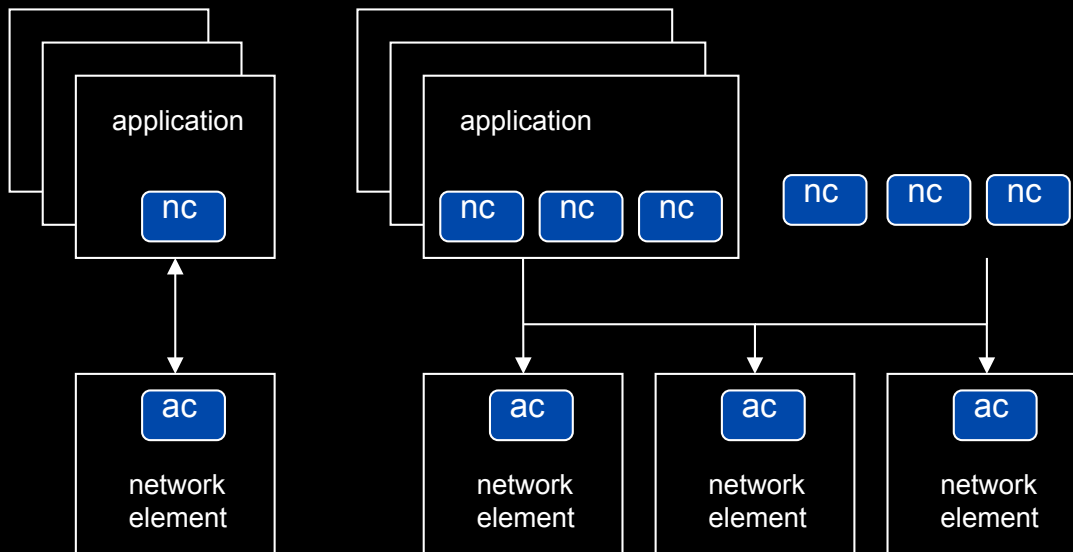 application
application
nc
nc
nc
nc
nc
nc
nc
ac
ac
ac
ac
network
element
network
element
network
element
network
element